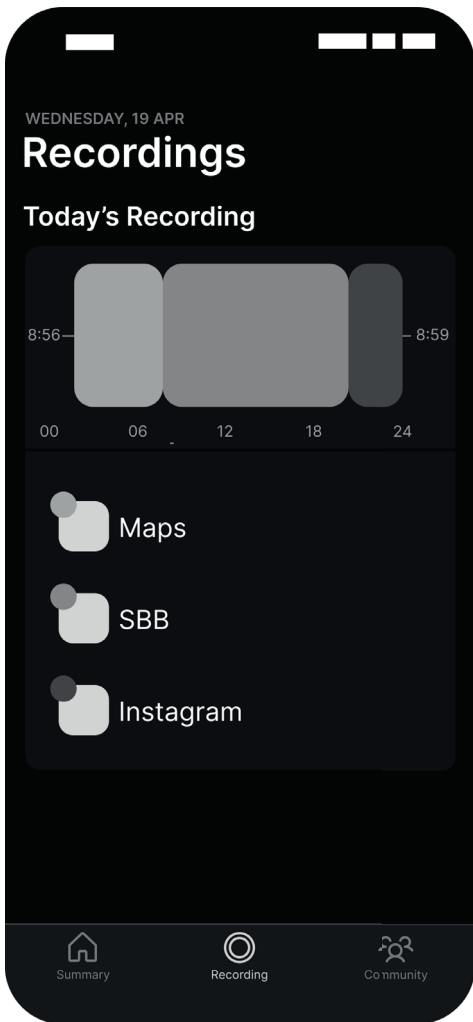 WEDNESDAY, 19 APR
Recordings
Today’s Recording
8:56 8:59
00 06 12 18 24
Maps
SBB
Instagram
Summary Recording Community